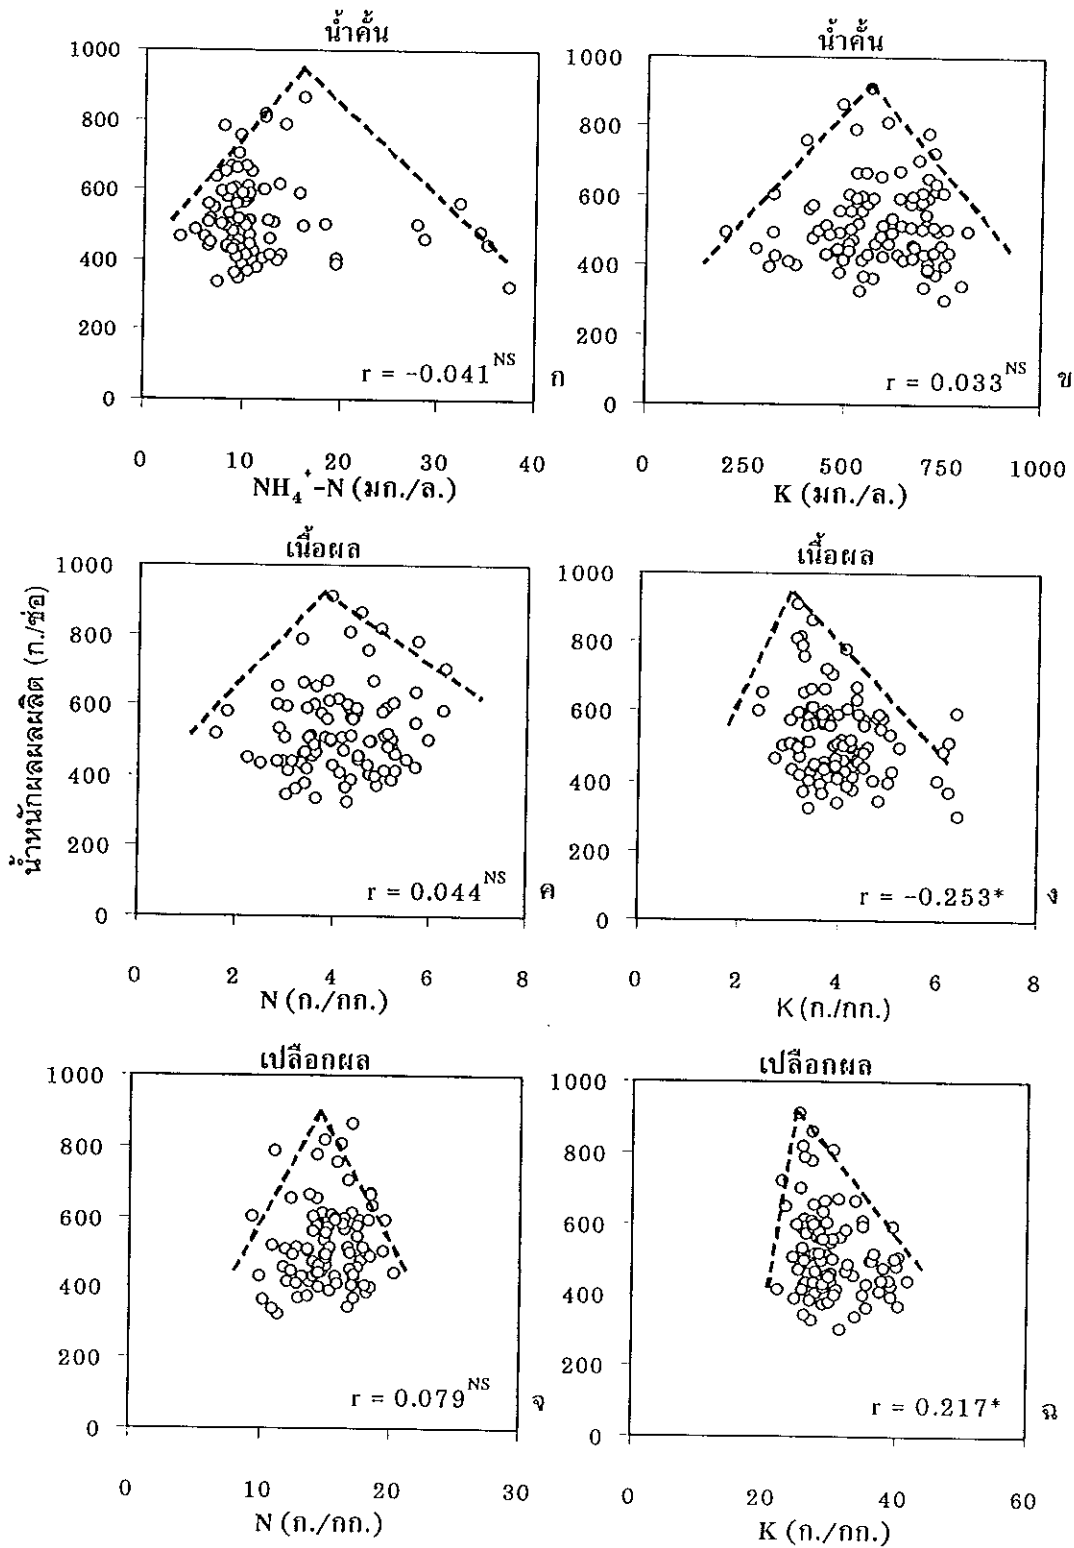 น้ำคั้น
1000
800
600
400
200
0
r = -0.041NS
ก
0 10 20 30 40
NH4+-N (มก./ล.)
น้ำคั้น
1000
800
600
400
200
0
r = 0.033NS
ข
0 250 500 750 1000
K (มก./ล.)
น้ำหนักผลผลิต (ก./ช่อ)
เนื้อผล
1000
800
600
400
200
0
r = 0.044NS
ค
0 2 4 6 8
N (ก./กก.)
เนื้อผล
1000
800
600
400
200
0
r = -0.253*
ง
0 2 4 6 8
K (ก./กก.)
เปลือกผล
1000
800
600
400
200
0
r = 0.079NS
จ
0 10 20 30
N (ก./กก.)
เปลือกผล
1000
800
600
400
200
0
r = 0.217*
ฉ
0 20 40 60
K (ก./กก.)